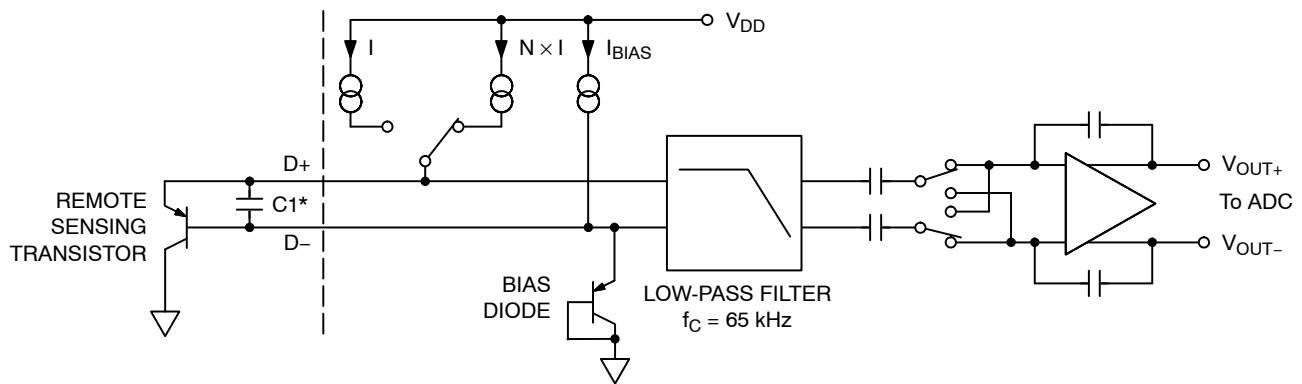 I
N × I
I_BIAS
V_DD
D+
C1*
D−
REMOTE
SENSING
TRANSISTOR
BIAS
DIODE
LOW-PASS FILTER
f_C = 65 kHz
V_OUT+
To ADC
V_OUT−